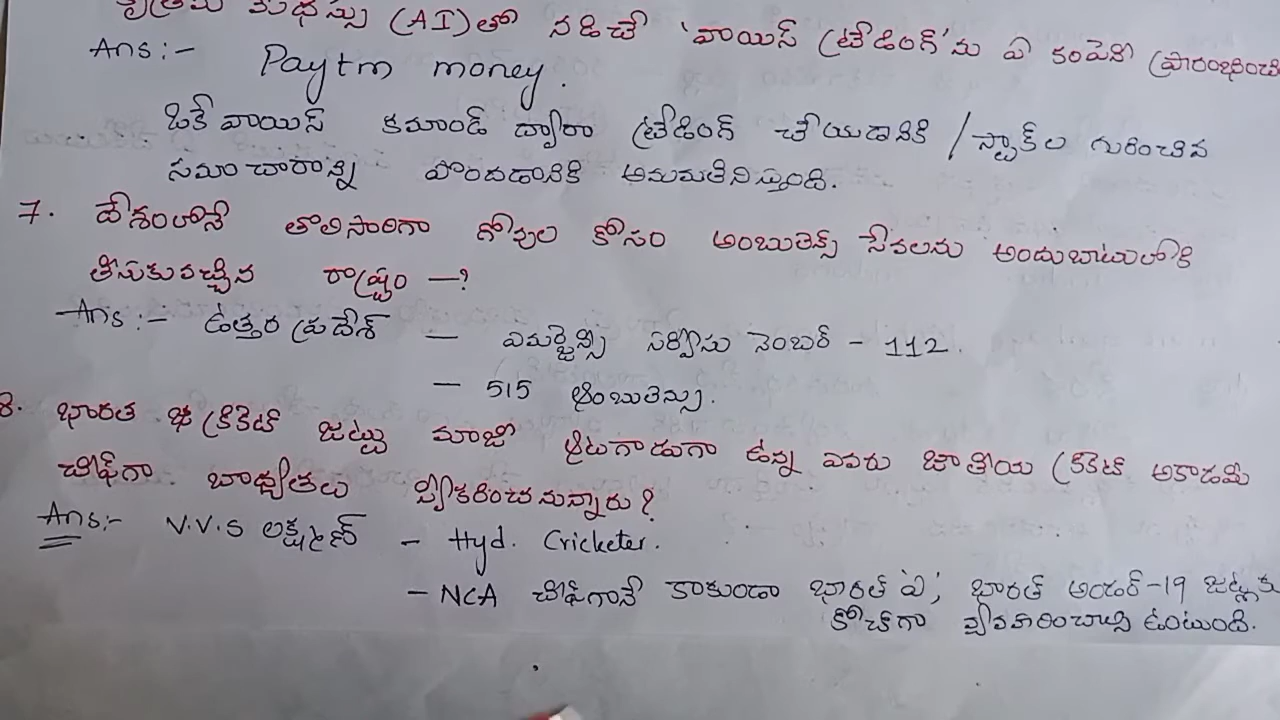 కృత్రిమ మేధస్సు (AI)తో నడిచే 'వాయిస్ ట్రేడింగ్'ను ఏ కంపెనీ ప్రారంభించి
Ans:- Paytm money.
ఒకే వాయిస్ కమాండ్ ద్వారా ట్రేడింగ్ చేయడానికి / స్టాక్ల గురించిన
సమాచారాన్ని పొందడానికి అనుమతినిస్తుంది.
7. దేశంలోనే తొలిసారిగా గోవుల కోసం అంబులెన్స్ సేవలను అందుబాటులోకి
తీసుకువచ్చిన రాష్ట్రం —?
Ans:- ఉత్తర ప్రదేశ్ — ఎమర్జెన్సీ సర్వీసు నెంబర్ - 112.
— 515 అంబులెన్సు.
8. భారత క్రికెట్ జట్టు మాజీ ఆటగాడుగా ఉన్న ఎవరు జాతీయ క్రికెట్ అకాడమీ
చీఫ్‌గా బాధ్యతలు స్వీకరించనున్నారు?
Ans:- V.V.S లక్ష్మణ్ - Hyd. Cricketer.
- NCA చీఫ్‌గానే కాకుండా భారత్ 'ఏ', భారత్ అండర్-19 జట్లకు
కోచ్‌గా వ్యవహరించాల్సి ఉంటుంది.